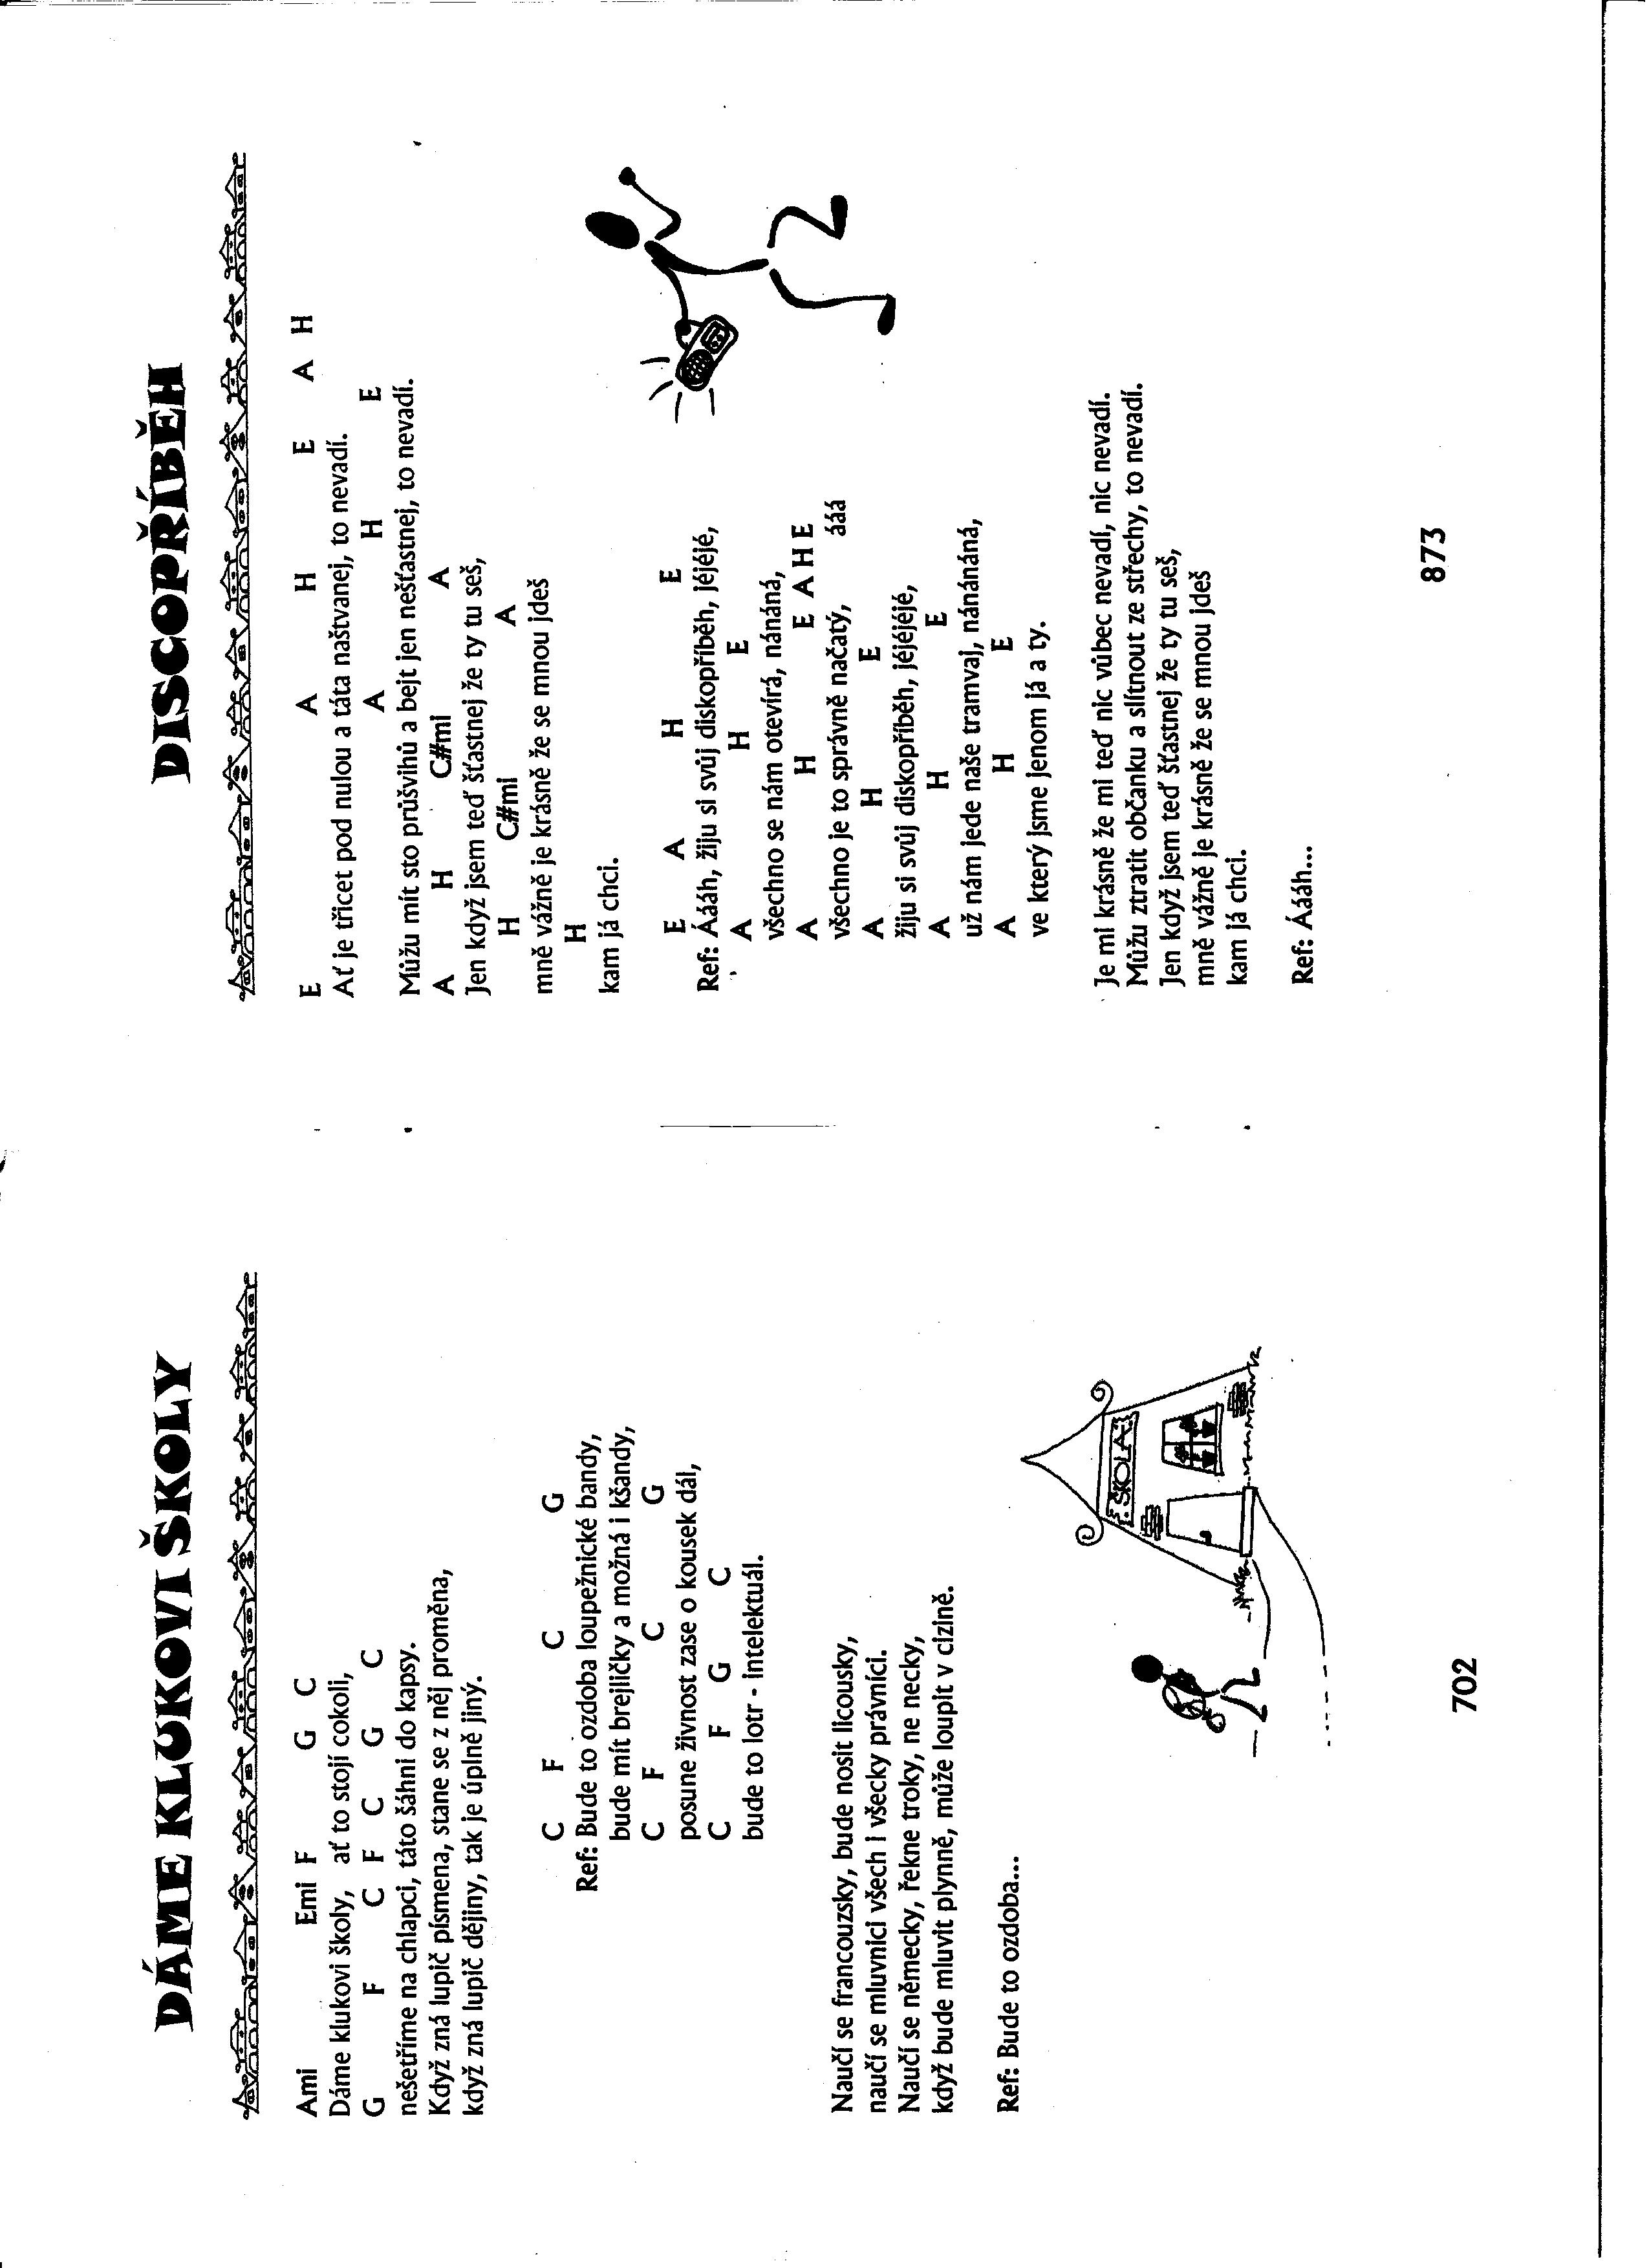 DÁME KLUKOVI ŠKOLY
Ami Emi F G C
Dáme klukovi školy, ať to stojí cokoli,
G F C F C G C
nešetříme na chlapci, táto šáhni do kapsy.
Když zná lupič písmena, stane se z něj proměna,
když zná lupič dějiny, tak je úplně jiný.
C F C G
Ref: Bude to ozdoba loupežnické bandy,
bude mít brejličky a možná i kšandy,
C F C G
posune živnost zase o kousek dál,
C F G C
bude to lotr - intelektuál.
Naučí se francouzsky, bude nosit licousky,
naučí se mluvnici všech i všecky právníci.
Naučí se německy, řekne troky, ne necky,
když bude mluvit plynně, může loupit v cizině.
Ref: Bude to ozdoba...
ŠKOLA
702
DISCOPŘÍBĚH
E A H E A H
Ať je třicet pod nulou a táta naštvanej, to nevadí.
A H E
Můžu mít sto průšvihů a bejt jen nešťastnej, to nevadí.
A H C#mi A
Jen když jsem teď šťastnej že ty tu seš,
H C#mi A
mně vážně je krásně že se mnou jdeš
H
kam já chci.
E A H E
Ref: Áááh, žiju si svůj diskopříběh, jéjéjé,
A H E
všechno se nám otevírá, nánáná,
A H E A H E
všechno je to správně načatý, ááá
A H E
žiju si svůj diskopříběh, jéjéjéjé,
A H E
už nám jede naše tramvaj, nánánáná,
A H E
ve který jsme jenom já a ty.
Je mi krásně že mi teď nic vůbec nevadí, nic nevadí.
Můžu ztratit občanku a slítnout ze střechy, to nevadí.
Jen když jsem teď šťastnej že ty tu seš,
mně vážně je krásně že se mnou jdeš
kam já chci.
Ref: Áááh...
873